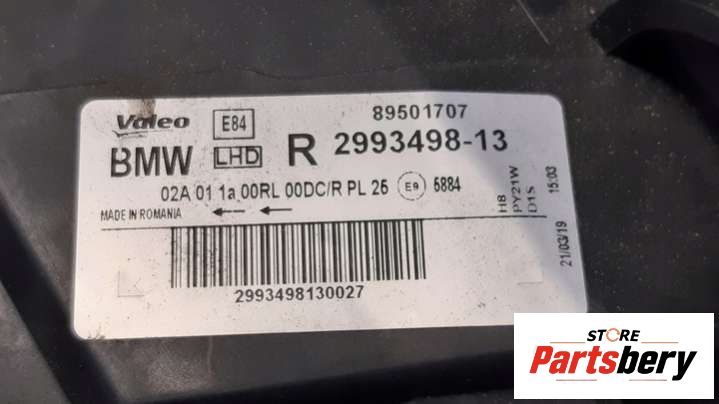 Valeo E84 89501707
BMW LHD R 2993498-13
02A 01 1a 00RL 00DC/R PL 25 E9 5884
MADE IN ROMANIA
2993498130027
H8
PY21W
D1S
21/03/19 15:03
STORE
Partsbery